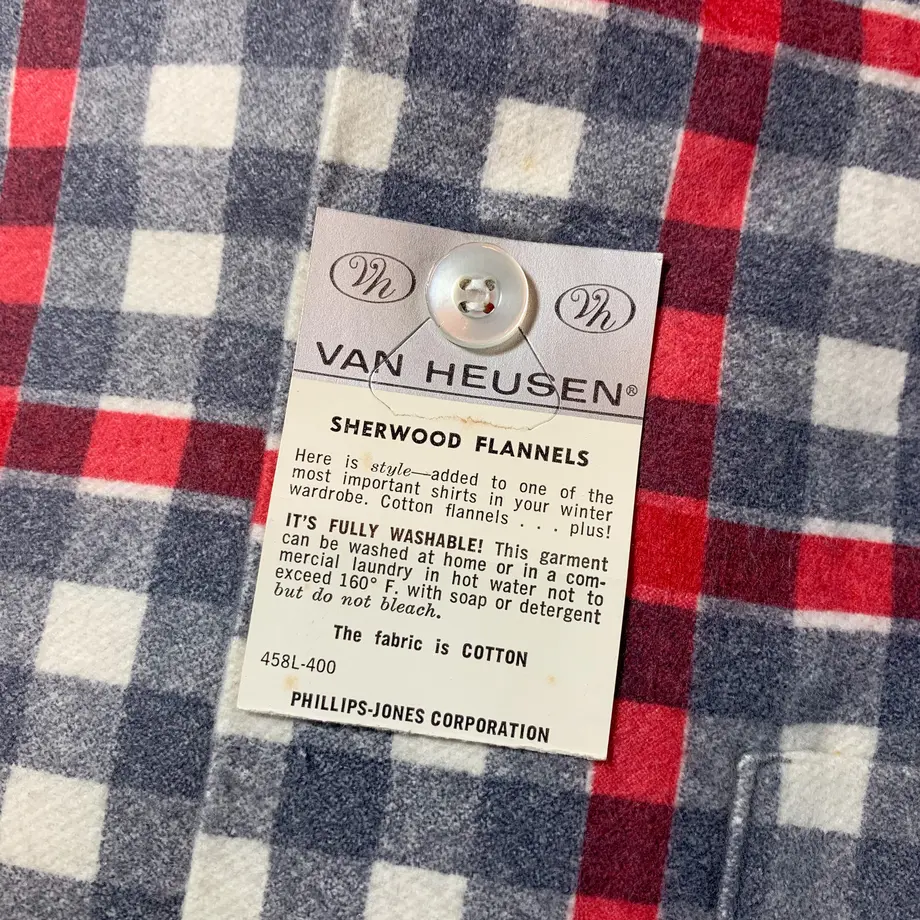 Vh Vh
VAN HEUSEN®
SHERWOOD FLANNELS
Here is style—added to one of the
most important shirts in your winter
wardrobe. Cotton flannels . . . plus!
IT'S FULLY WASHABLE! This garment
can be washed at home or in a com-
mercial laundry in hot water not to
exceed 160° F. with soap or detergent
but do not bleach.
The fabric is COTTON
458L-400
PHILLIPS-JONES CORPORATION